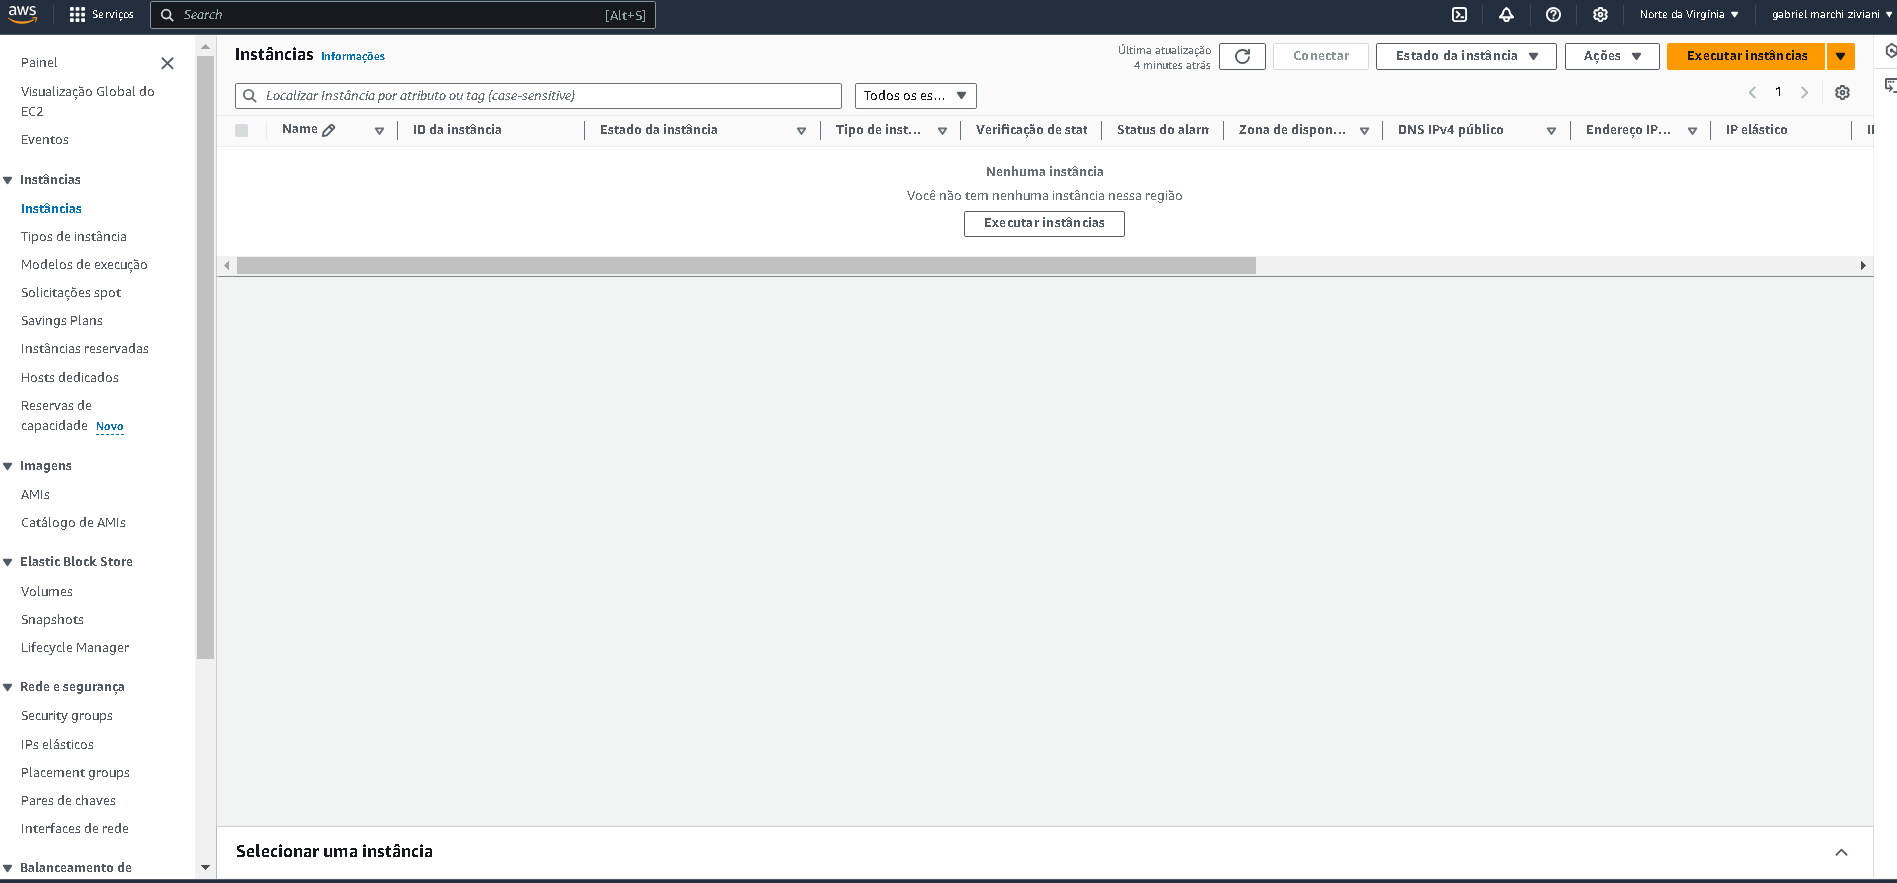 aws
Serviços
Search
[Alt+S]
Norte da Virgínia
gabriel marchi ziviani
Painel
Visualização Global do
EC2
Eventos
Instâncias
Instâncias
Tipos de instância
Modelos de execução
Solicitações spot
Savings Plans
Instâncias reservadas
Hosts dedicados
Reservas de
capacidade Novo
Imagens
AMIs
Catálogo de AMIs
Elastic Block Store
Volumes
Snapshots
Lifecycle Manager
Rede e segurança
Security groups
IPs elásticos
Placement groups
Pares de chaves
Interfaces de rede
Balanceamento de
Instâncias Informações
Última atualização
4 minutes atrás
Conectar
Estado da instância
Ações
Executar instâncias
Localizar Instância por atributo ou tag (case-sensitive)
Todos os es...
1
Name
ID da instância
Estado da instância
Tipo de inst...
Verificação de stat
Status do alarm
Zona de dispon...
DNS IPv4 público
Endereço IP...
IP elástico
Nenhuma instância
Você não tem nenhuma instância nessa região
Executar instâncias
Selecionar uma instância